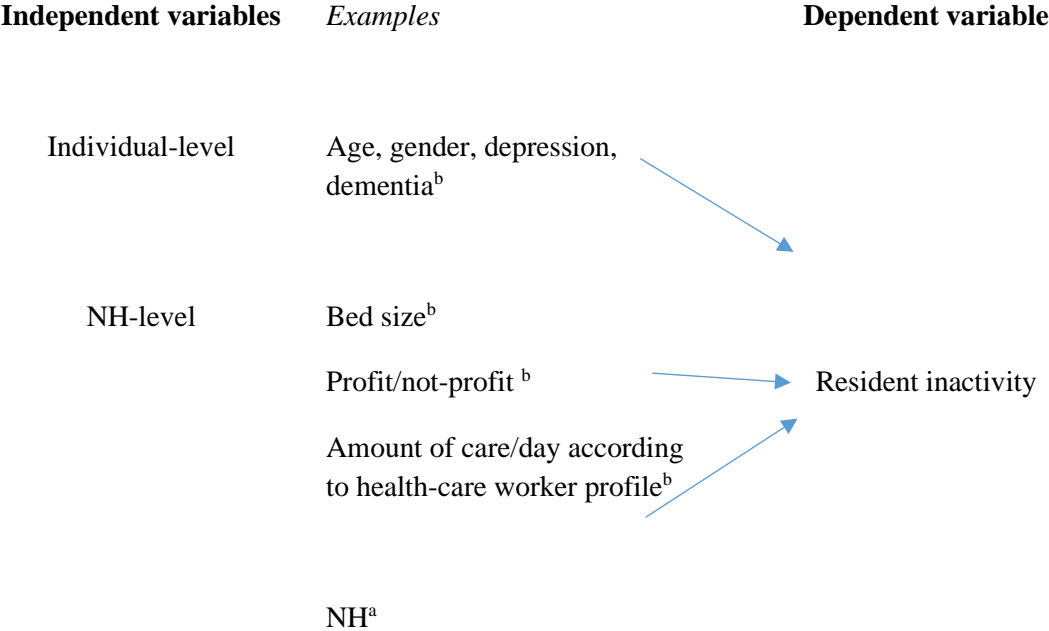 Independent variables Examples Dependent variable
Individual-level Age, gender, depression,
dementiaᵇ
NH-level Bed sizeᵇ
Profit/not-profit ᵇ Resident inactivity
Amount of care/day according
to health-care worker profileᵇ
NHᵃ